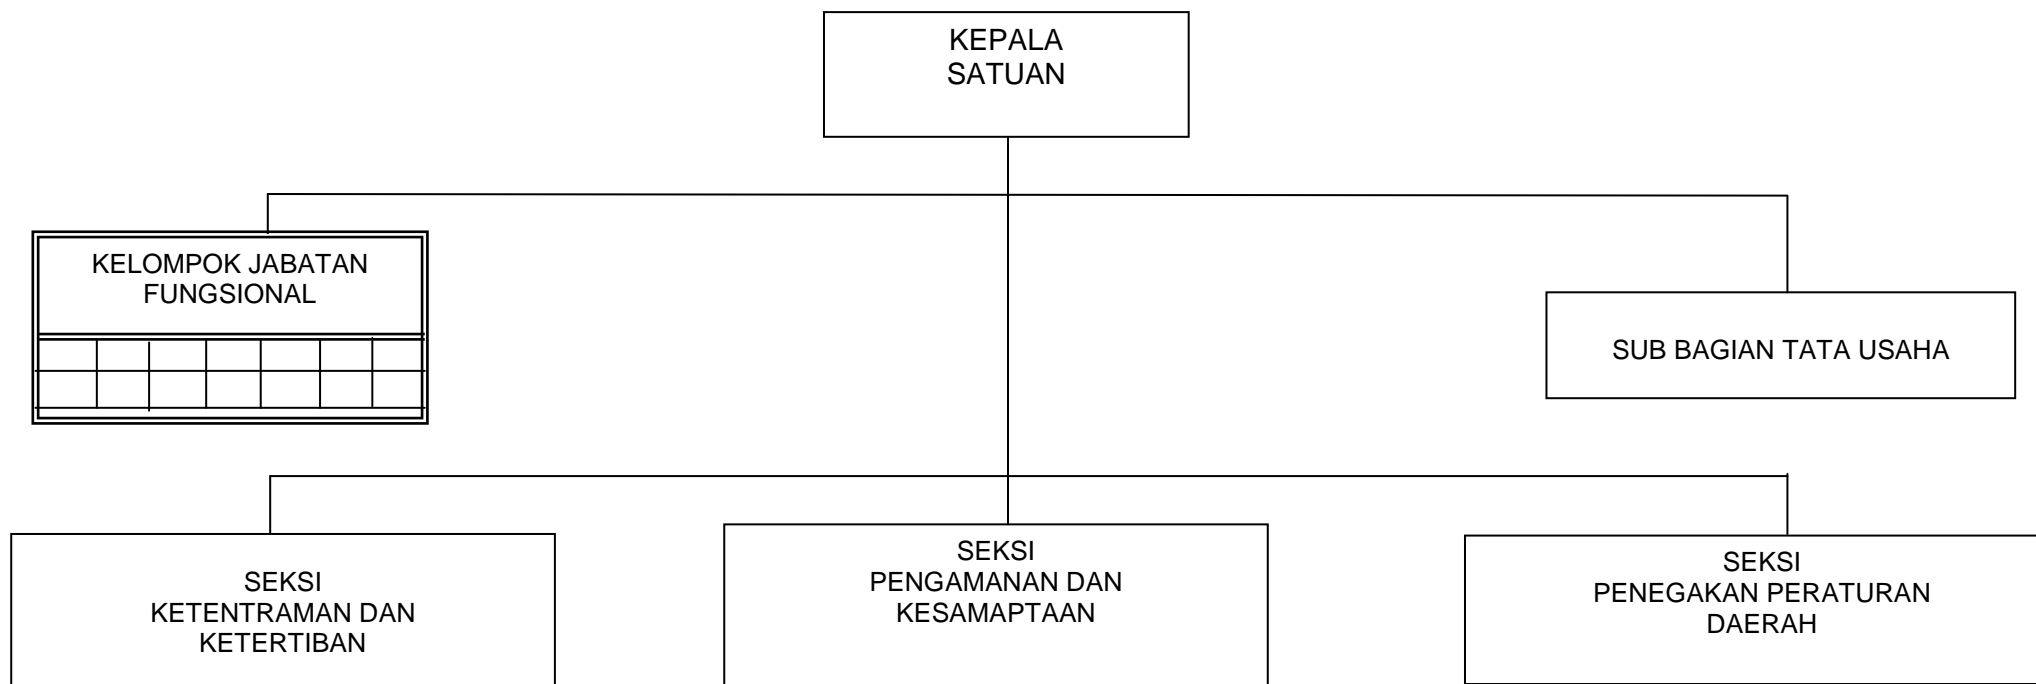 KEPALA
SATUAN
KELOMPOK JABATAN
FUNGSIONAL
SUB BAGIAN TATA USAHA
SEKSI
KETENTRAMAN DAN
KETERTIBAN
SEKSI
PENGAMANAN DAN
KESAMAPTAAN
SEKSI
PENEGAKAN PERATURAN
DAERAH